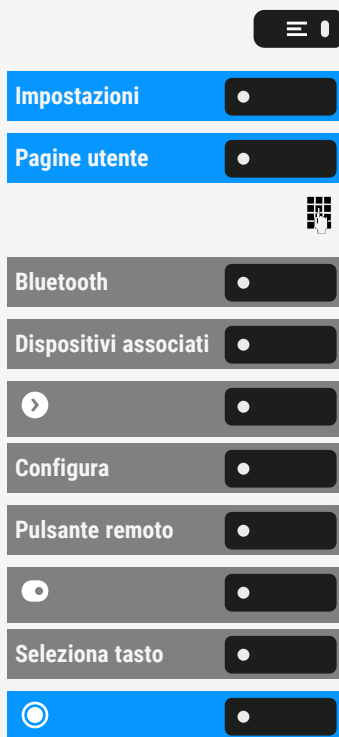 Impostazioni
Pagine utente
Bluetooth
Dispositivi associati
Configura
Pulsante remoto
Seleziona tasto